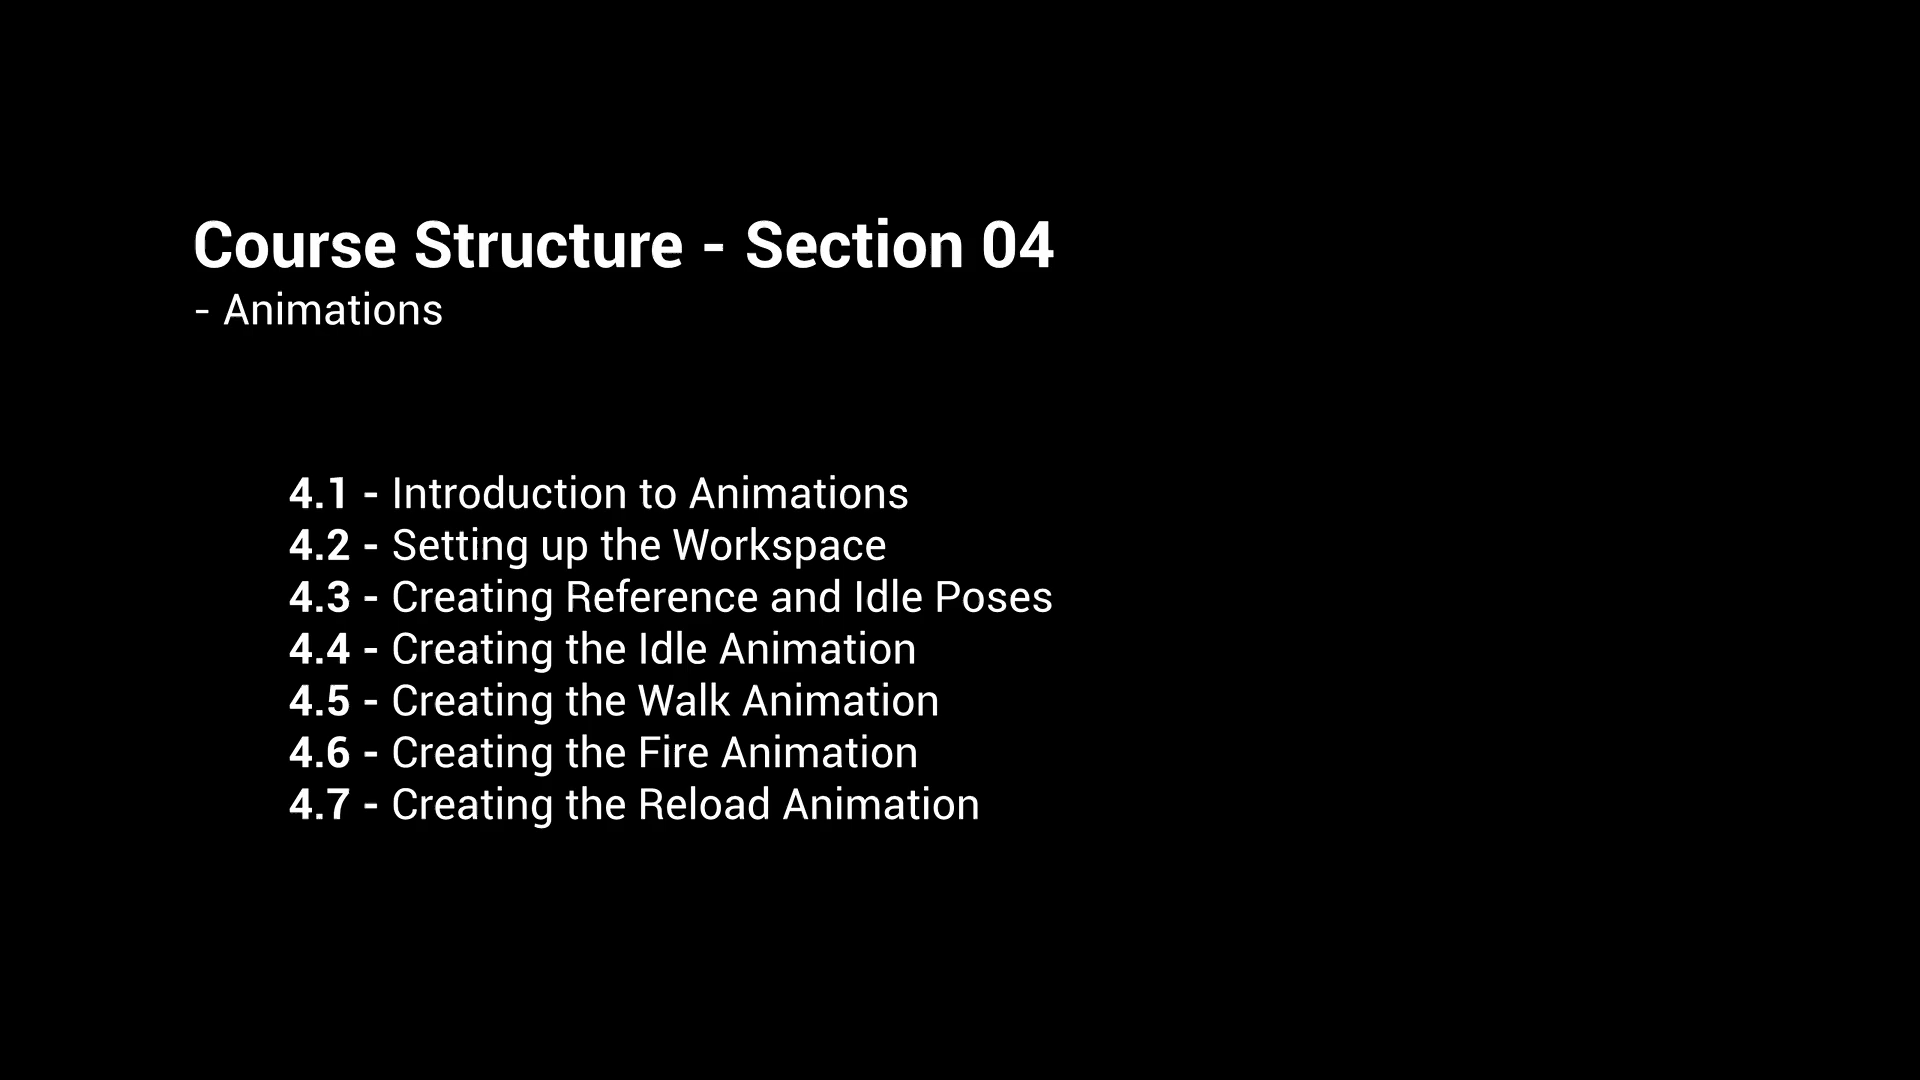 Course Structure - Section 04
- Animations
4.1 - Introduction to Animations
4.2 - Setting up the Workspace
4.3 - Creating Reference and Idle Poses
4.4 - Creating the Idle Animation
4.5 - Creating the Walk Animation
4.6 - Creating the Fire Animation
4.7 - Creating the Reload Animation